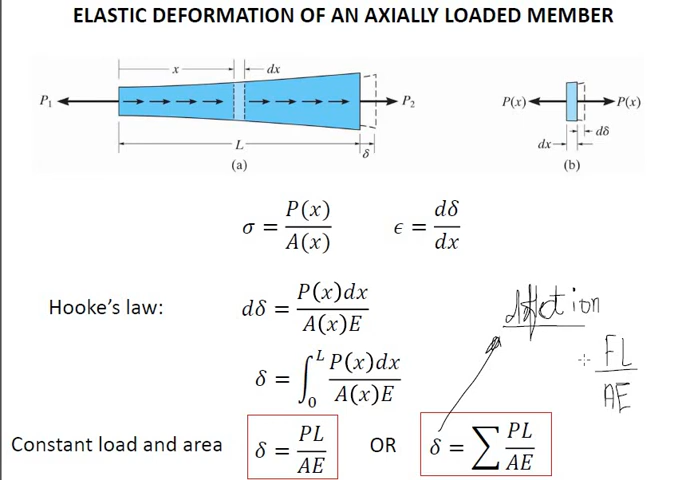 ELASTIC DEFORMATION OF AN AXIALLY LOADED MEMBER
x dx
P₁ P₂ P(x) P(x)
L δ dx dδ
(a) (b)
σ = P(x)/A(x) ϵ = dδ/dx
Hooke's law: dδ = P(x)dx/A(x)E
δ = ∫₀ᴸ P(x)dx/A(x)E
FL/AE
Constant load and area δ = PL/AE OR δ = ∑ PL/AE